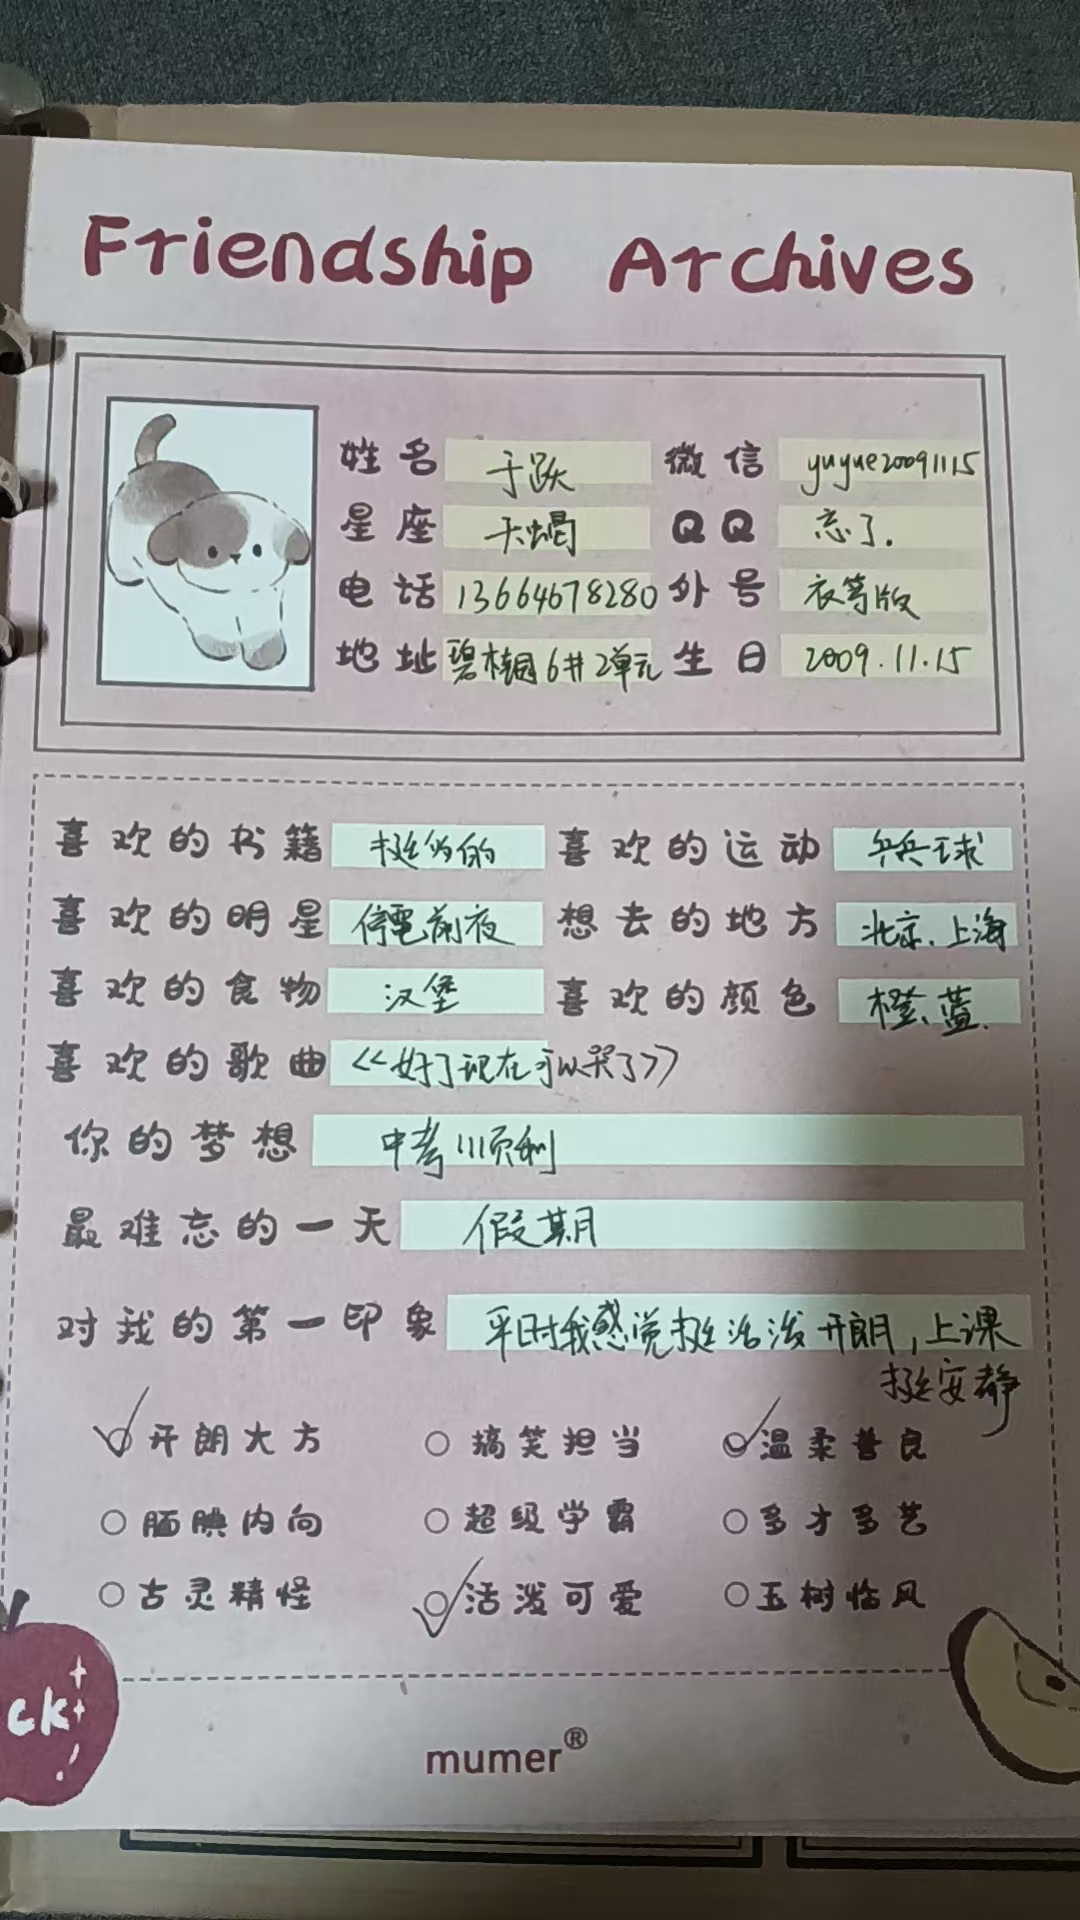 Friendship Archives
姓名 于跃 微信 yuyue20091115
星座 天蝎 QQ 忘了.
电话 13664678280 外号
地址 碧桂园6#2单元 生日 2009.11.15
喜欢的书籍 挺多的 喜欢的运动 乒乓球
喜欢的明星 停電前夜 想去的地方 北京、上海
喜欢的食物 汉堡 喜欢的颜色 橙、蓝.
喜欢的歌曲 <<好了现在可以哭了>>
你的梦想 中考顺利
最难忘的一天 假期
对我的第一印象 平时我感觉挺活泼开朗,上课
挺安静
开朗大方 搞笑担当 温柔善良
腼腆内向 超级学霸 多才多艺
古灵精怪 活泼可爱 玉树临风
ck
mumer®